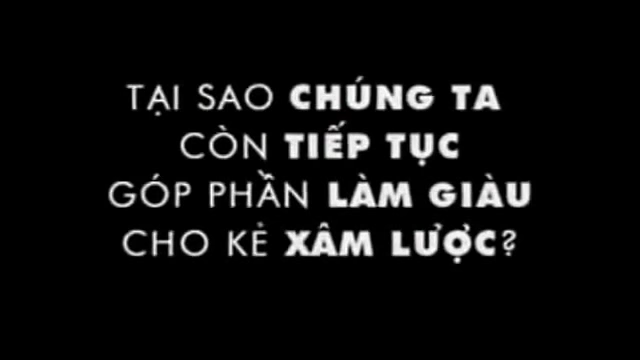 TẠI SAO CHÚNG TA
CÒN TIẾP TỤC
GÓP PHẦN LÀM GIÀU
CHO KẺ XÂM LƯỢC?